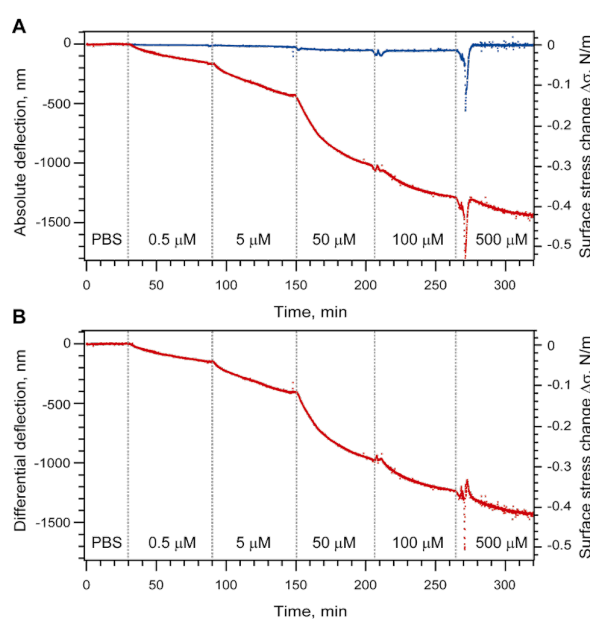 A
Absolute deflection, nm
0
-500
-1000
-1500
0
-0.1
-0.2
-0.3
-0.4
-0.5
Surface stress change Δσ, N/m
PBS 0.5 μM 5 μM 50 μM 100 μM 500 μM
0 50 100 150 200 250 300
Time, min
B
Differential deflection, nm
0
-500
-1000
-1500
0
-0.1
-0.2
-0.3
-0.4
-0.5
Surface stress change Δσ, N/m
PBS 0.5 μM 5 μM 50 μM 100 μM 500 μM
0 50 100 150 200 250 300
Time, min